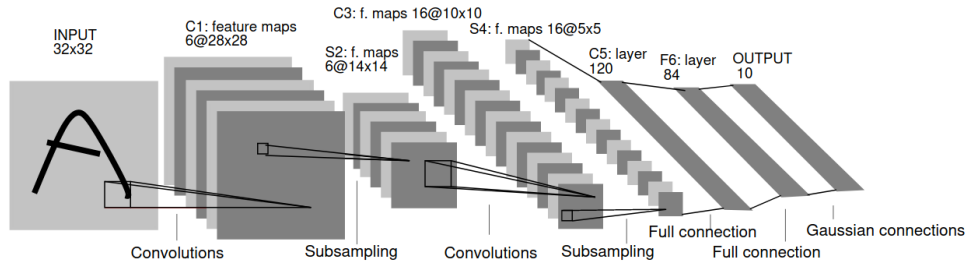 INPUT
32x32
C1: feature maps
6@28x28
S2: f. maps
6@14x14
C3: f. maps 16@10x10
S4: f. maps 16@5x5
C5: layer
120
F6: layer
84
OUTPUT
10
Convolutions
Subsampling
Convolutions
Subsampling
Full connection
Full connection
Gaussian connections